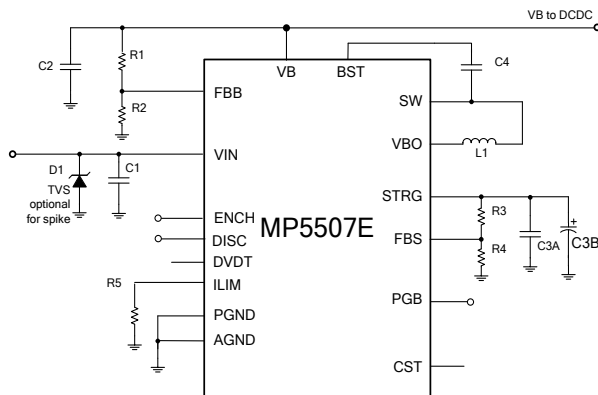 VB to DCDC
R1
C2
VB
BST
C4
FBB
SW
R2
VBO
L1
VIN
D1
C1
TVS
optional
for spike
STRG
R3
ENCH
MP5507E
DISC
FBS
R4
C3A
+
C3B
DVDT
R5
ILIM
PGB
PGND
AGND
CST